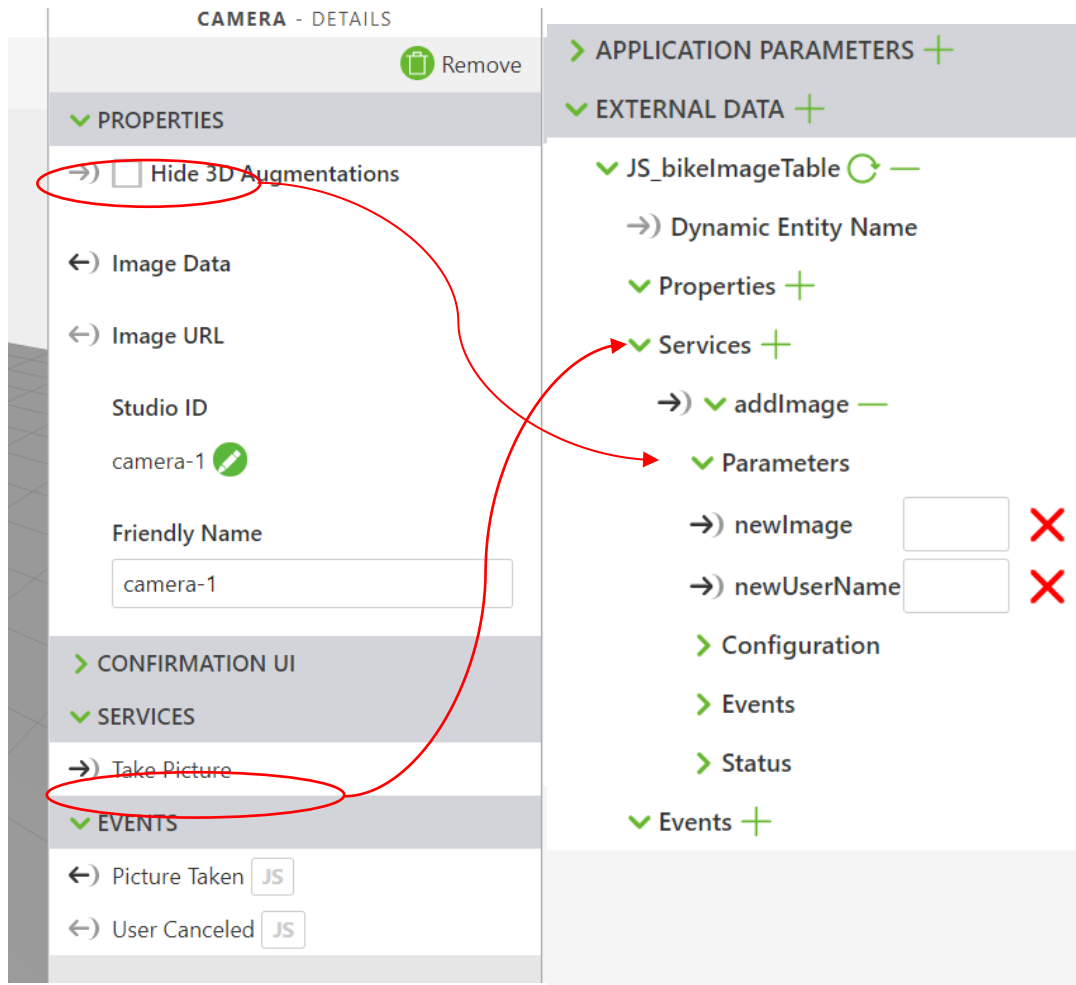 CAMERA - DETAILS
Remove
PROPERTIES
Hide 3D Augmentations
Image Data
Image URL
Studio ID
camera-1
Friendly Name
camera-1
CONFIRMATION UI
SERVICES
Take Picture
EVENTS
Picture Taken JS
User Canceled JS
APPLICATION PARAMETERS
EXTERNAL DATA
JS_bikeImageTable
Dynamic Entity Name
Properties
Services
addImage
Parameters
newImage
newUserName
Configuration
Events
Status
Events